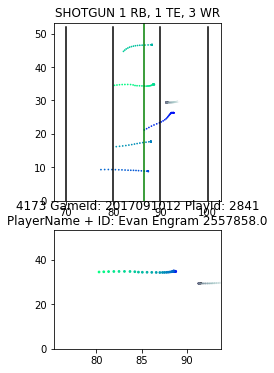 SHOTGUN 1 RB, 1 TE, 3 WR
50
40
30
20
10
0
70 80 90 100
4173 GameId: 2017091012 PlayId: 2841
PlayerName + ID: Evan Engram 2557858.0
40
20
0
80 85 90